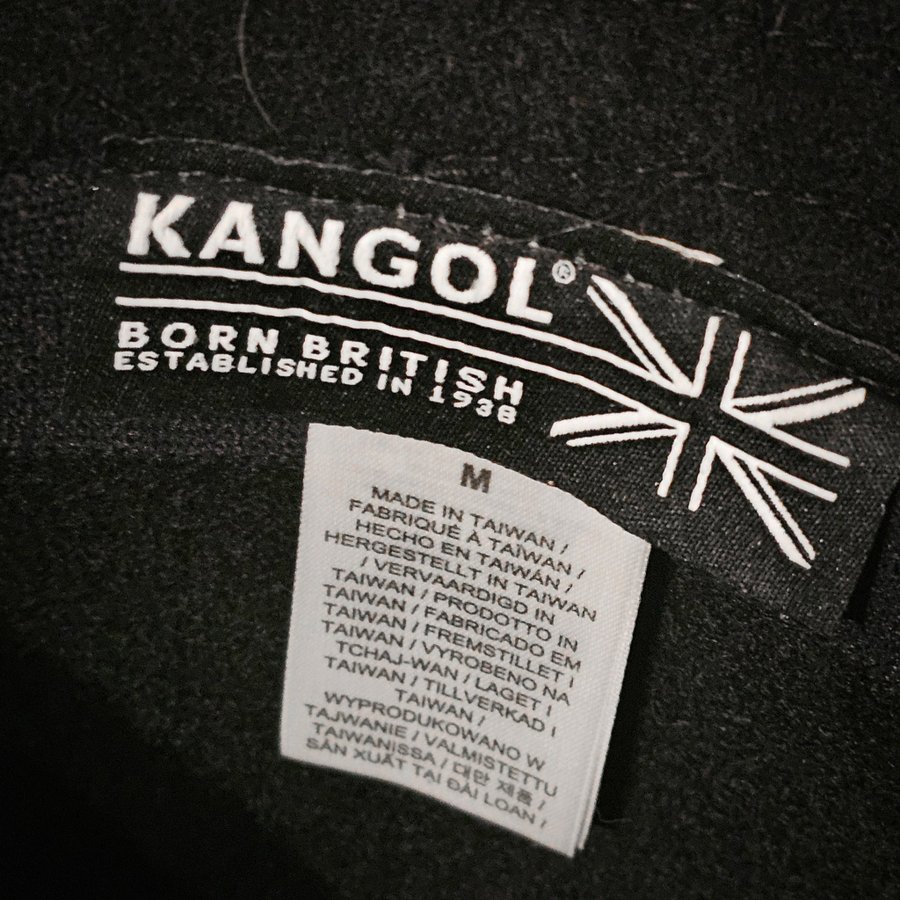 KANGOL®
BORN BRITISH
ESTABLISHED IN 1938
M
MADE IN TAIWAN /
FABRIQUÉ À TAÏWAN /
HECHO EN TAIWÁN /
HERGESTELLT IN TAIWAN
/ VERVAARDIGD IN
TAIWAN / PRODOTTO IN
TAIWAN / FABRICADO EM
TAIWAN / FREMSTILLET I
TAIWAN / VYROBENO NA
TCHAJ-WAN / LAGET I
TAIWAN / TILLVERKAD I
TAIWAN /
WYPRODUKOWANO W
TAJWANIE / VALMISTETTU
TAIWANISSA / 대만 제품 /
SẢN XUẤT TẠI ĐÀI LOAN /